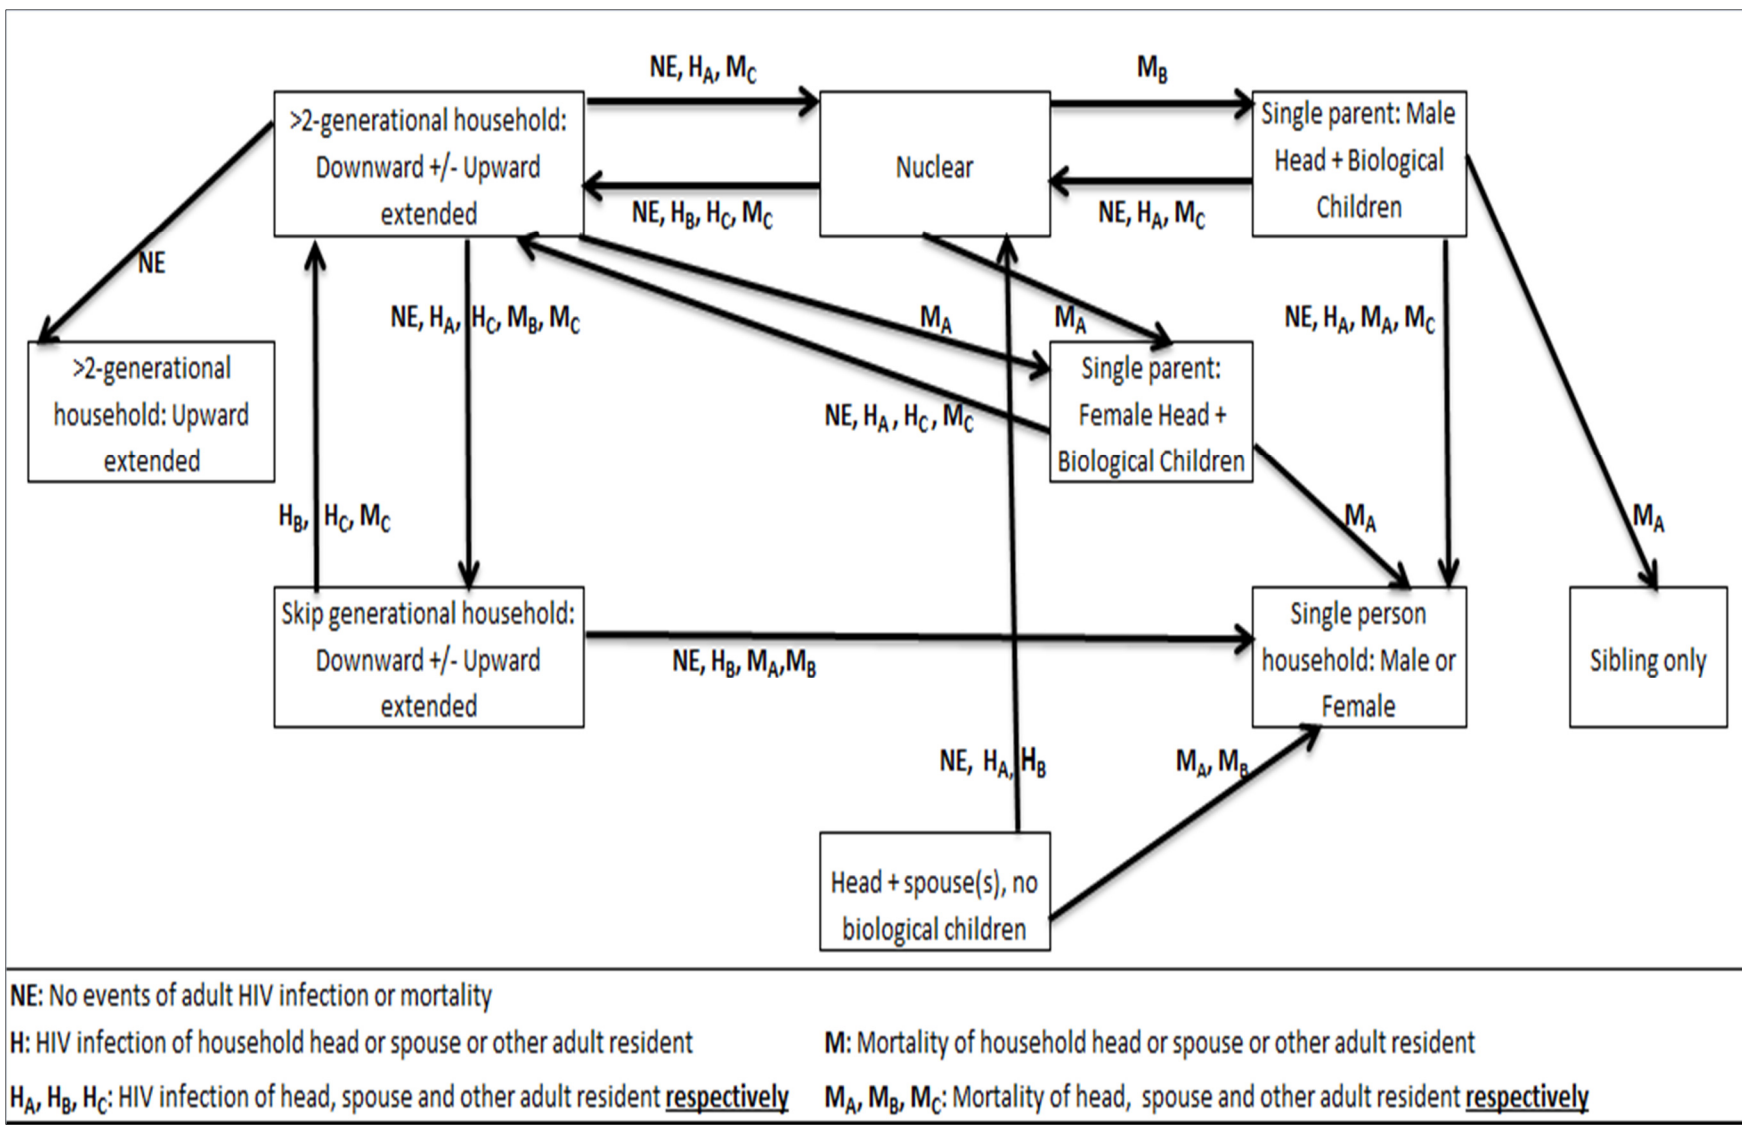 NE, HA, MC
MB
>2-generational household:
Downward +/- Upward
extended
Nuclear
Single parent: Male
Head + Biological
Children
NE, HB, HC, MC
NE, HA, MC
NE
NE, HA, HC, MB, MC
MA
MA
NE, HA, MA, MC
>2-generational
household: Upward
extended
Single parent:
Female Head +
Biological Children
NE, HA, HC, MC
HB, HC, MC
MA
MA
Skip generational household:
Downward +/- Upward
extended
NE, HB, MA,MB
Single person
household: Male or
Female
Sibling only
NE, HA, HB
MA, MB
Head + spouse(s), no
biological children
NE: No events of adult HIV infection or mortality
H: HIV infection of household head or spouse or other adult resident
M: Mortality of household head or spouse or other adult resident
HA, HB, HC: HIV infection of head, spouse and other adult resident respectively
MA, MB, MC: Mortality of head, spouse and other adult resident respectively